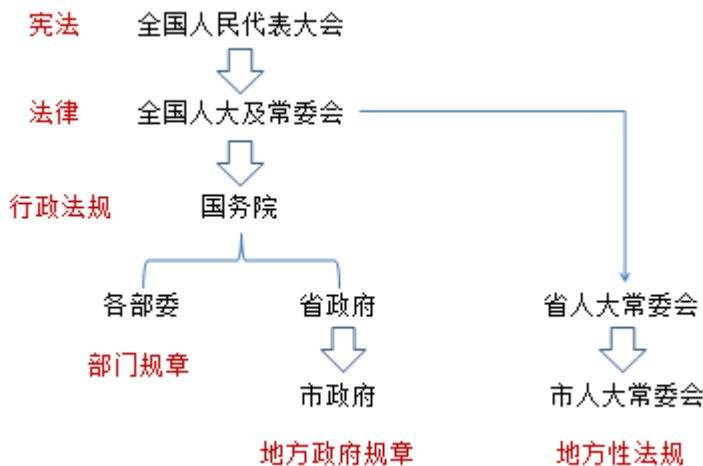 宪法 全国人民代表大会
法律 全国人大及常委会
行政法规 国务院
各部委 省政府 省人大常委会
部门规章
市政府 市人大常委会
地方政府规章 地方性法规